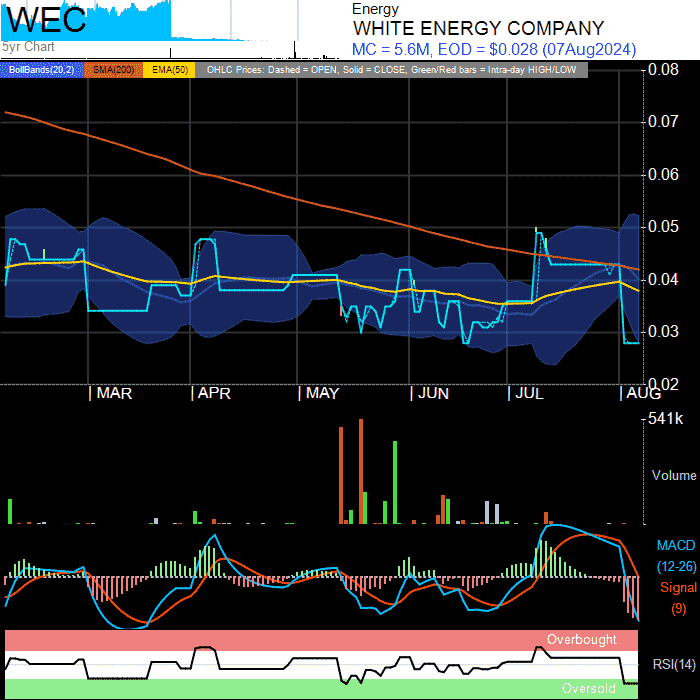 WEC
5yr Chart
Energy
WHITE ENERGY COMPANY
MC = 5.6M, EOD = $0.028 (07Aug2024)
BollBands(20,2) SMA(200) EMA(50) OHLC Prices: Dashed = OPEN, Solid = CLOSE, Green/Red bars = Intra-day HIGH/LOW
0.08
0.07
0.06
0.05
0.04
0.03
0.02
| MAR | APR | MAY | JUN | JUL | AUG
541k
Volume
MACD
(12-26)
Signal
(9)
Overbought
RSI(14)
Oversold